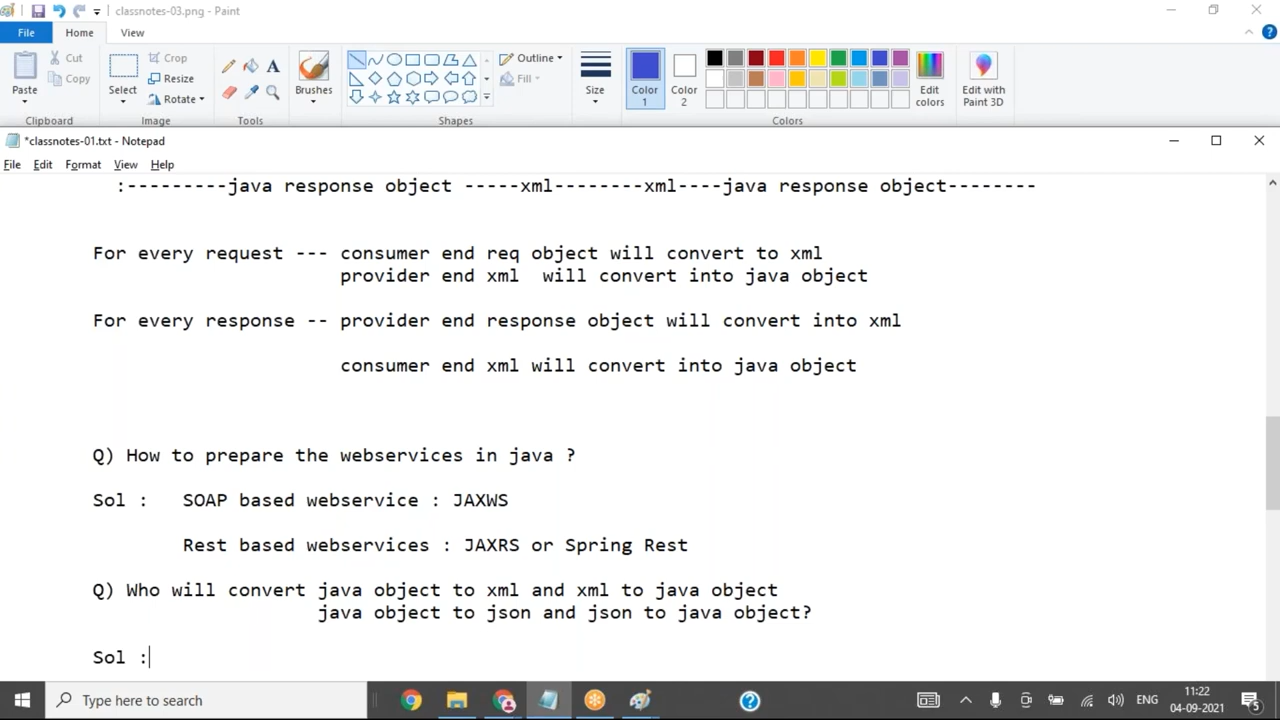 classnotes-03.png - Paint
File
Home
View
Paste
Cut
Copy
Clipboard
Select
Crop
Resize
Rotate
Image
A
Tools
Brushes
Outline
Fill
Shapes
Size
Color 1
Color 2
Edit colors
Edit with Paint 3D
Colors
*classnotes-01.txt - Notepad
File Edit Format View Help
:---------java response object -----xml--------xml----java response object--------
For every request --- consumer end req object will convert to xml
provider end xml will convert into java object
For every response -- provider end response object will convert into xml
consumer end xml will convert into java object
Q) How to prepare the webservices in java ?
Sol : SOAP based webservice : JAXWS
Rest based webservices : JAXRS or Spring Rest
Q) Who will convert java object to xml and xml to java object
java object to json and json to java object?
Sol :
Type here to search
ENG
11:22
04-09-2021
5